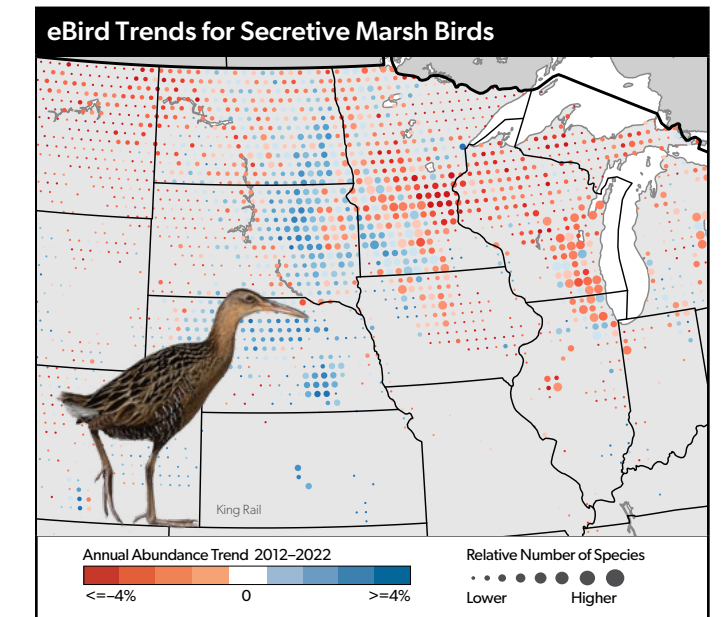 eBird Trends for Secretive Marsh Birds
King Rail
Annual Abundance Trend 2012–2022
<=–4% 0 >=4%
Relative Number of Species
Lower Higher